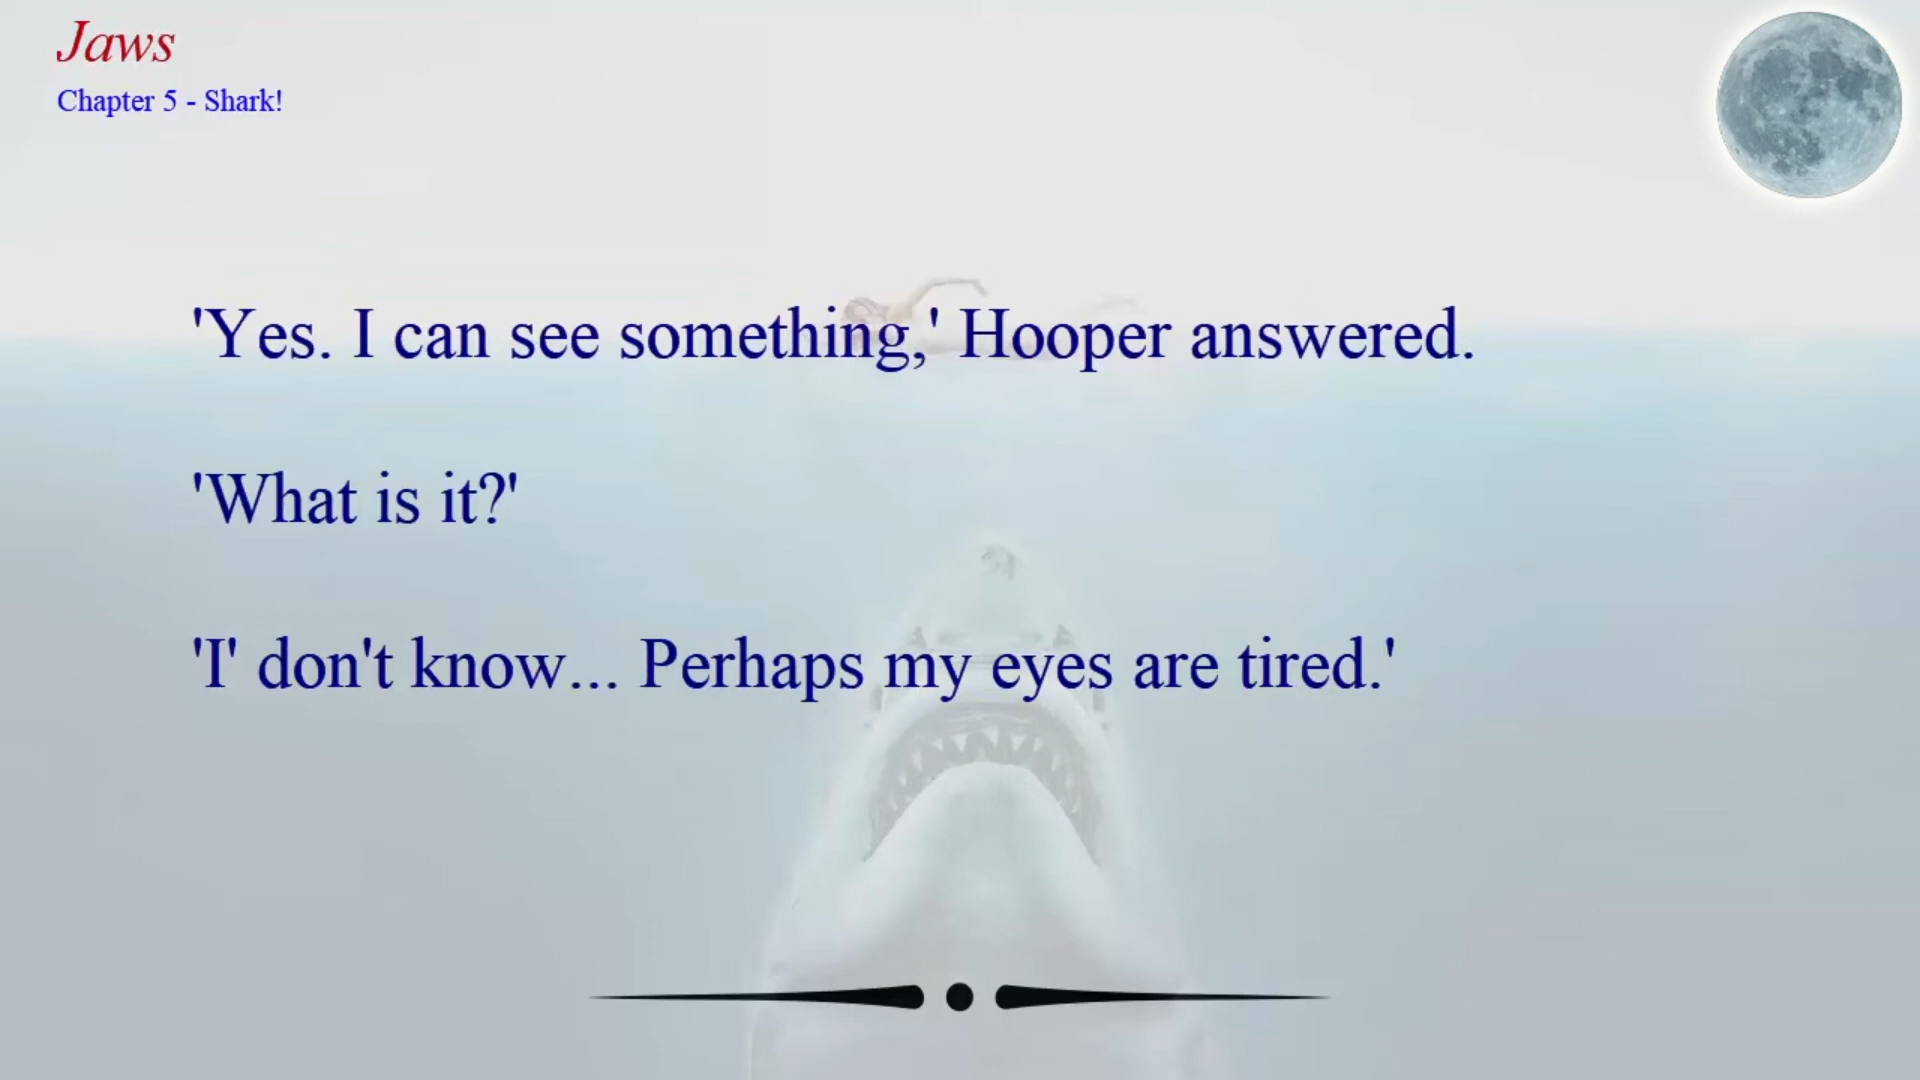 Jaws
Chapter 5 - Shark!
'Yes. I can see something,' Hooper answered.
'What is it?'
'I' don't know... Perhaps my eyes are tired.'